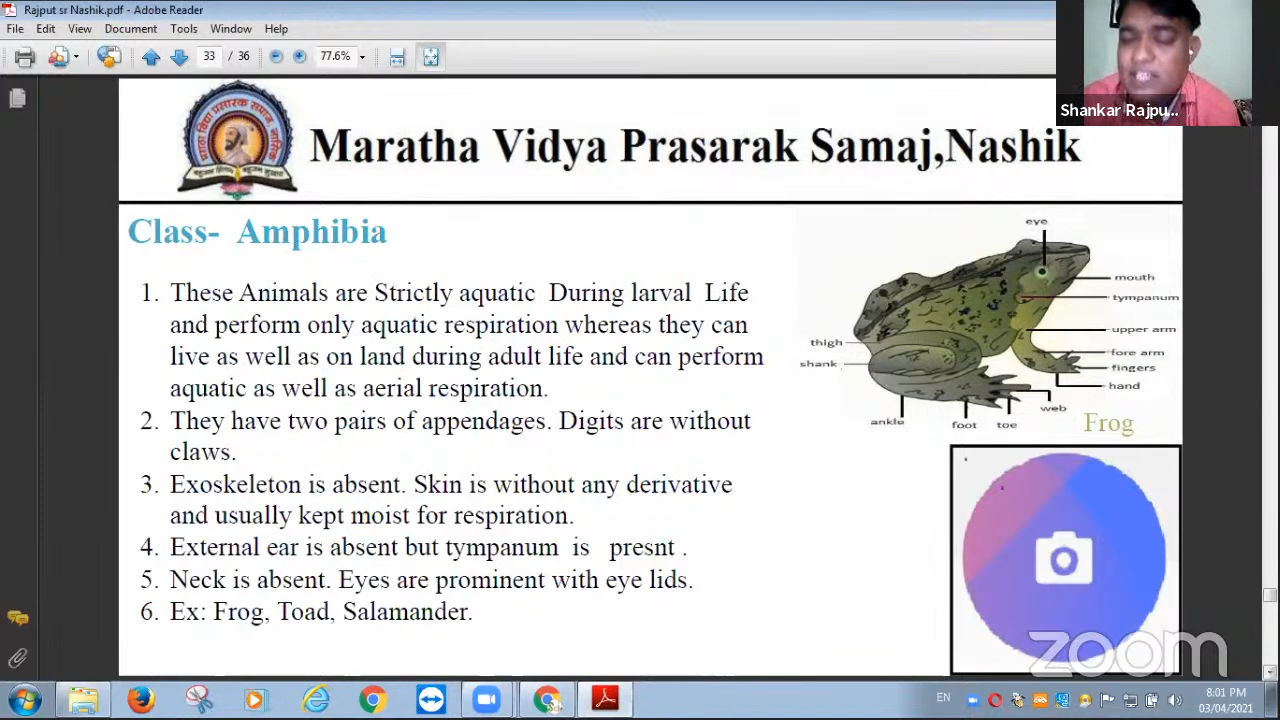 Rajput sr Nashik.pdf - Adobe Reader
File Edit View Document Tools Window Help
33 / 36 77.6%
Shankar Rajpu...
Maratha Vidya Prasarak Samaj,Nashik
Class- Amphibia
1. These Animals are Strictly aquatic During larval Life
and perform only aquatic respiration whereas they can
live as well as on land during adult life and can perform
aquatic as well as aerial respiration.
2. They have two pairs of appendages. Digits are without
claws.
3. Exoskeleton is absent. Skin is without any derivative
and usually kept moist for respiration.
4. External ear is absent but tympanum is presnt .
5. Neck is absent. Eyes are prominent with eye lids.
6. Ex: Frog, Toad, Salamander.
eye
mouth
tympanum
upper arm
fore arm
fingers
hand
web
toe
foot
ankle
shank
thigh
Frog
zoom
EN
8:01 PM
03/04/2021